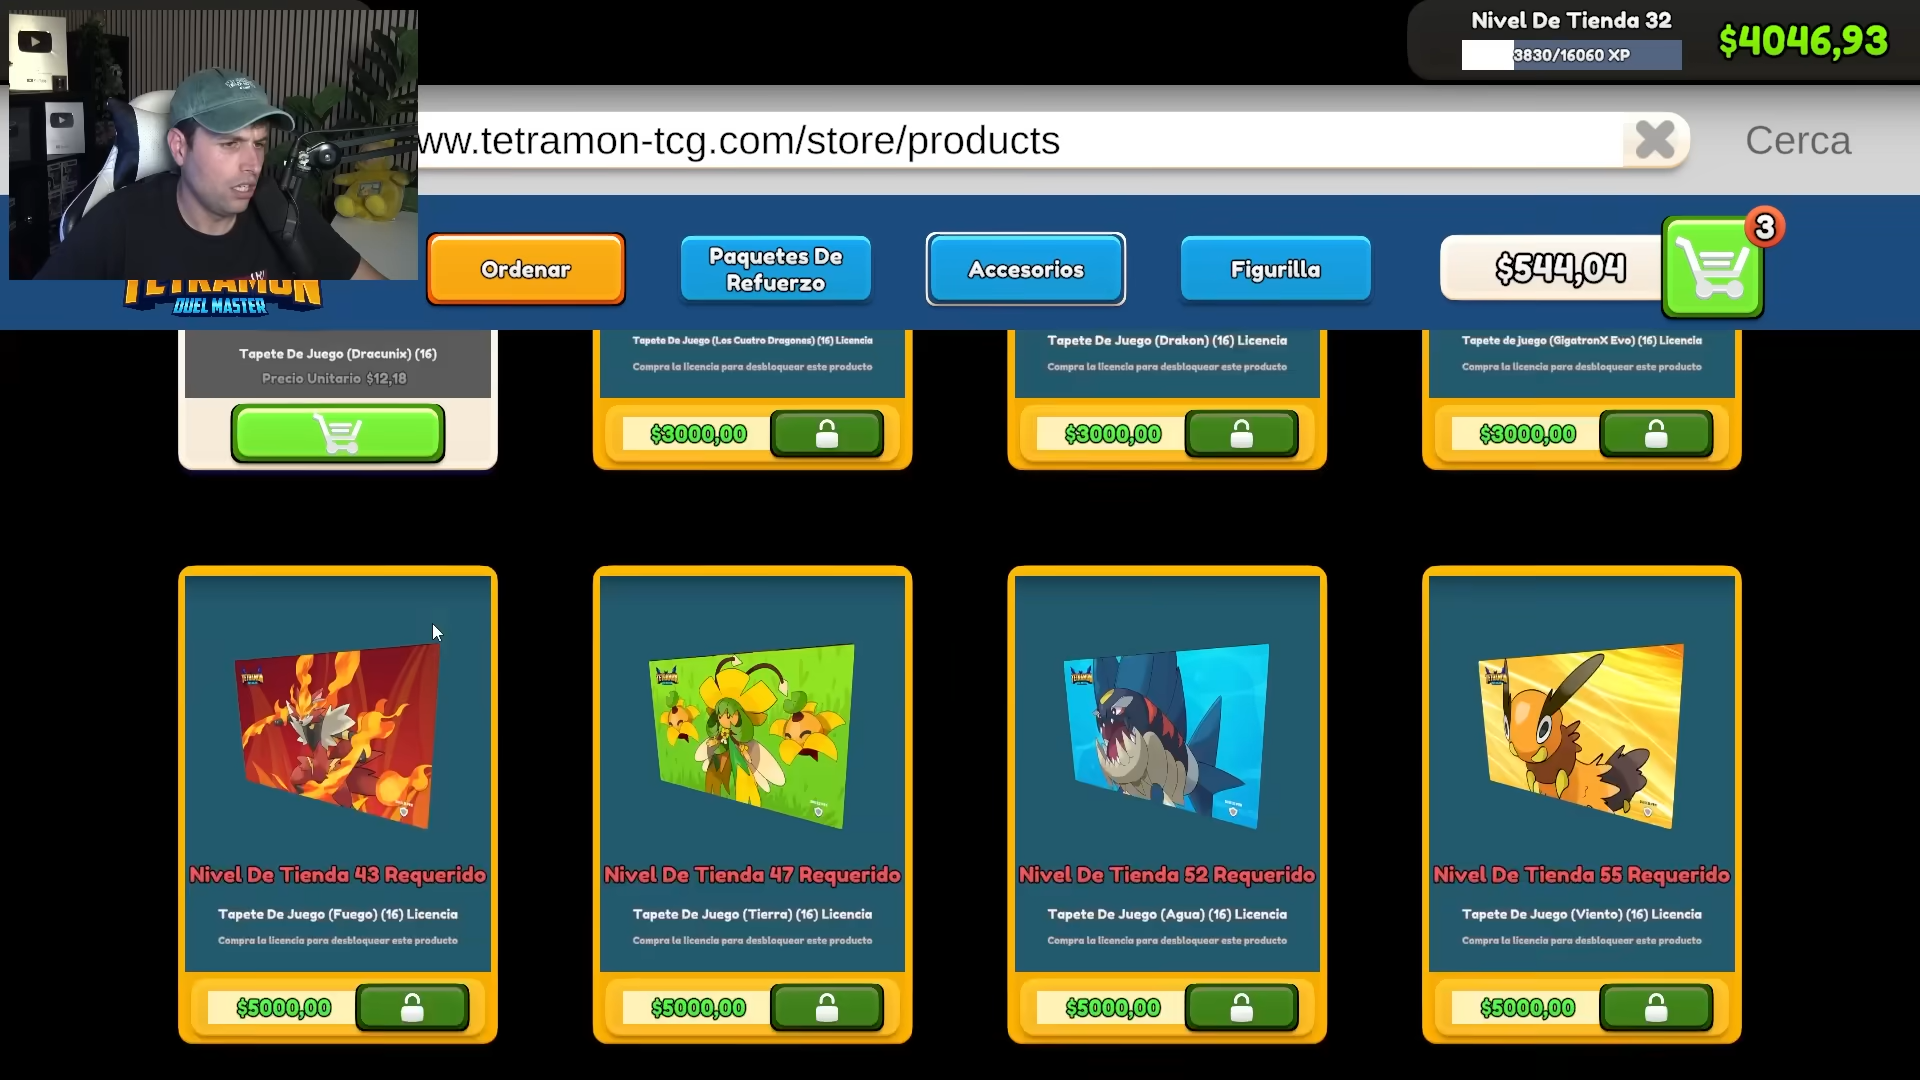 Nivel De Tienda 32
3830/16060 XP
$4046,93
ww.tetramon-tcg.com/store/products
Cerca
TETRAMON
DUEL MASTER
Ordenar
Paquetes De
Refuerzo
Accesorios
Figurilla
$544,04
3
Tapete De Juego (Dracunix) (16)
Precio Unitario $12,18
Tapete De Juego (Los Cuatro Dragones) (16) Licencia
Compra la licencia para desbloquear este producto
$3000,00
Tapete De Juego (Drakon) (16) Licencia
Compra la licencia para desbloquear este producto
$3000,00
Tapete de juego (GigatronX Evo) (16) Licencia
Compra la licencia para desbloquear este producto
$3000,00
TETRAMON
Nivel De Tienda 43 Requerido
Tapete De Juego (Fuego) (16) Licencia
Compra la licencia para desbloquear este producto
$5000,00
TETRAMON
Nivel De Tienda 47 Requerido
Tapete De Juego (Tierra) (16) Licencia
Compra la licencia para desbloquear este producto
$5000,00
TETRAMON
Nivel De Tienda 52 Requerido
Tapete De Juego (Agua) (16) Licencia
Compra la licencia para desbloquear este producto
$5000,00
TETRAMON
Nivel De Tienda 55 Requerido
Tapete De Juego (Viento) (16) Licencia
Compra la licencia para desbloquear este producto
$5000,00